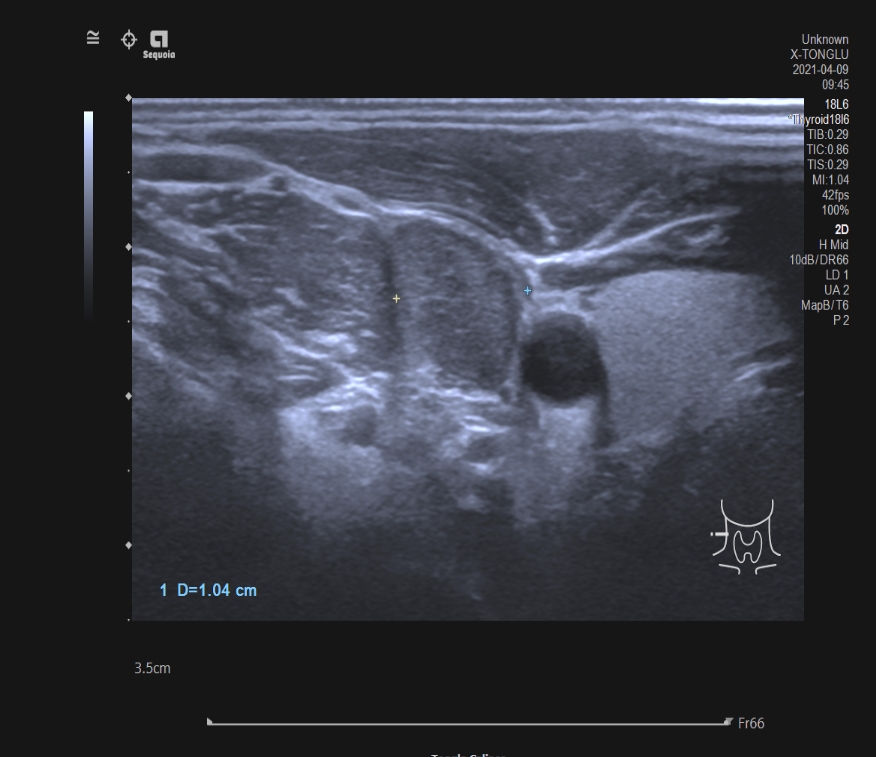 Sequoia
Unknown
X-TONGLU
2021-04-09
09:45
18L6
TIB:0.29
TIC:0.86
TIS:0.29
MI:1.04
42fps
100%
2D
H Mid
10dB/DR66
LD 1
UA 2
MapB/T6
P 2
1 D=1.04 cm
3.5cm
Fr66